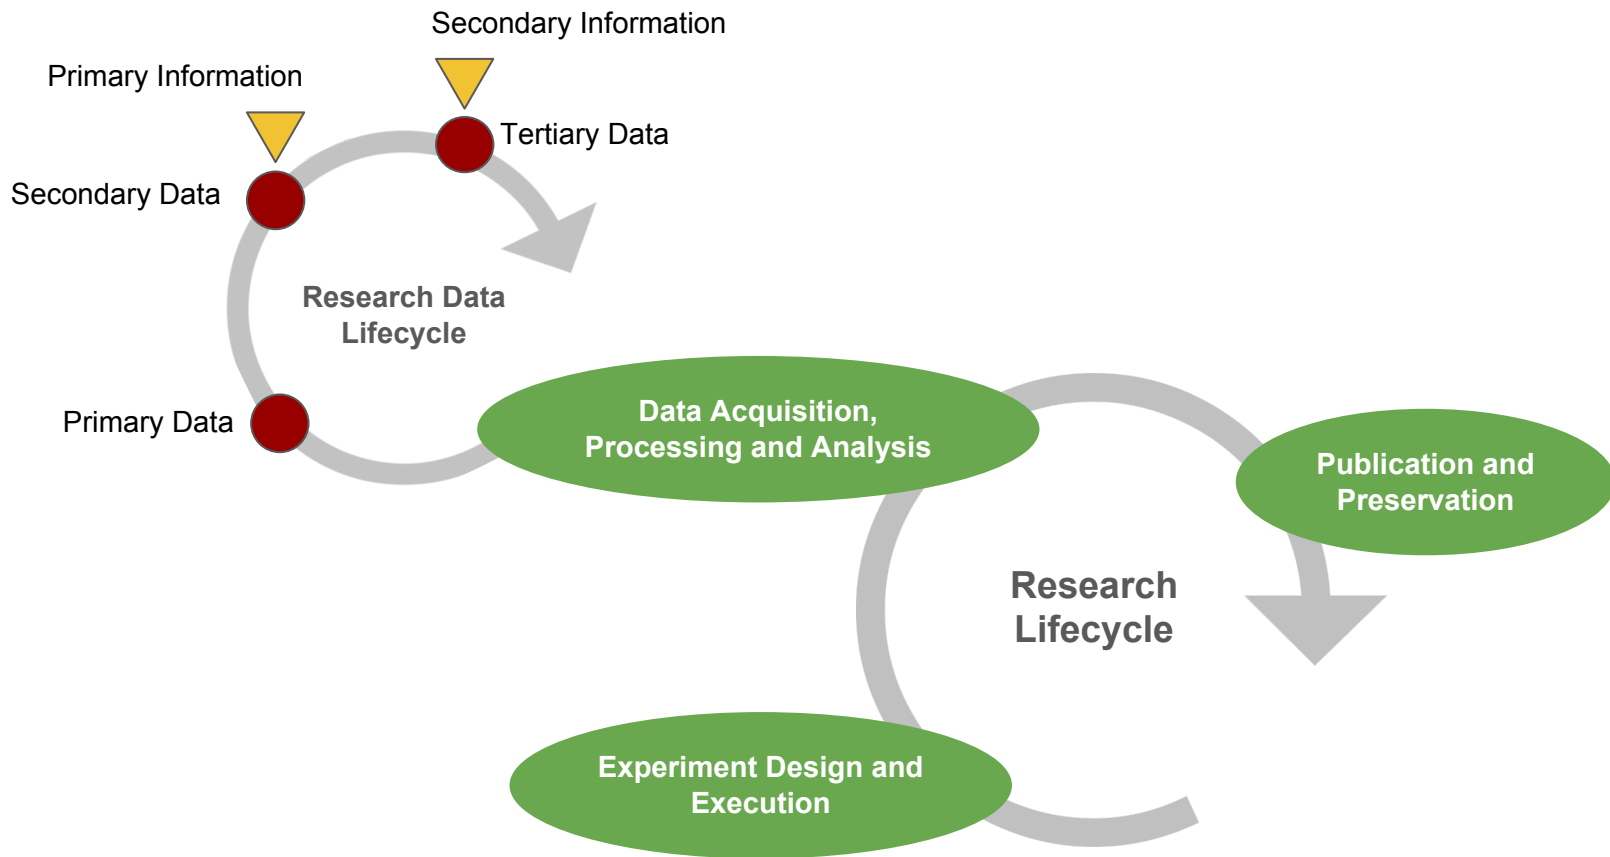 Secondary Information
Primary Information
Tertiary Data
Secondary Data
Research Data
Lifecycle
Primary Data
Data Acquisition,
Processing and Analysis
Publication and
Preservation
Research
Lifecycle
Experiment Design and
Execution